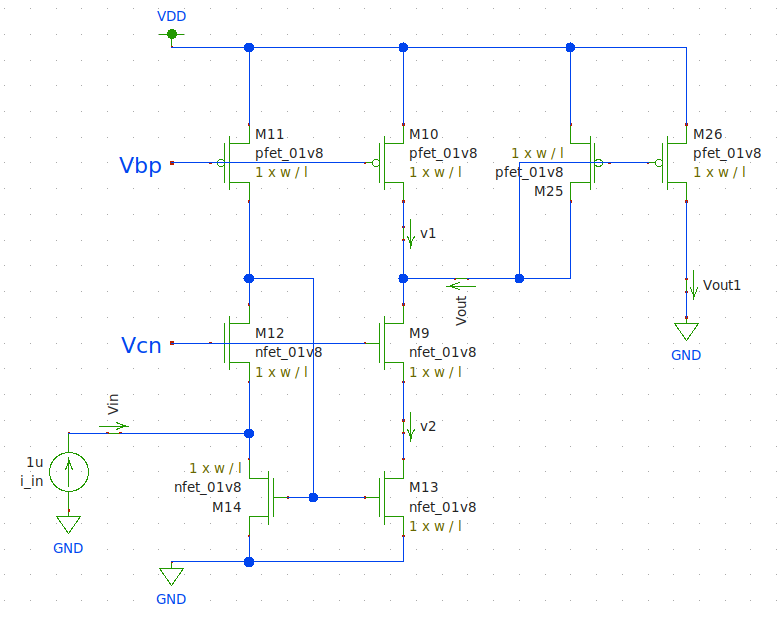 VDD
M11
pfet_01v8
1 x w / l
M10
pfet_01v8
1 x w / l
1 x w / l
pfet_01v8
M25
M26
pfet_01v8
1 x w / l
Vbp
v1
Vout
Vout1
GND
Vcn
M12
nfet_01v8
1 x w / l
M9
nfet_01v8
1 x w / l
Vin
v2
1u
i_in
GND
1 x w / l
nfet_01v8
M14
M13
nfet_01v8
1 x w / l
GND